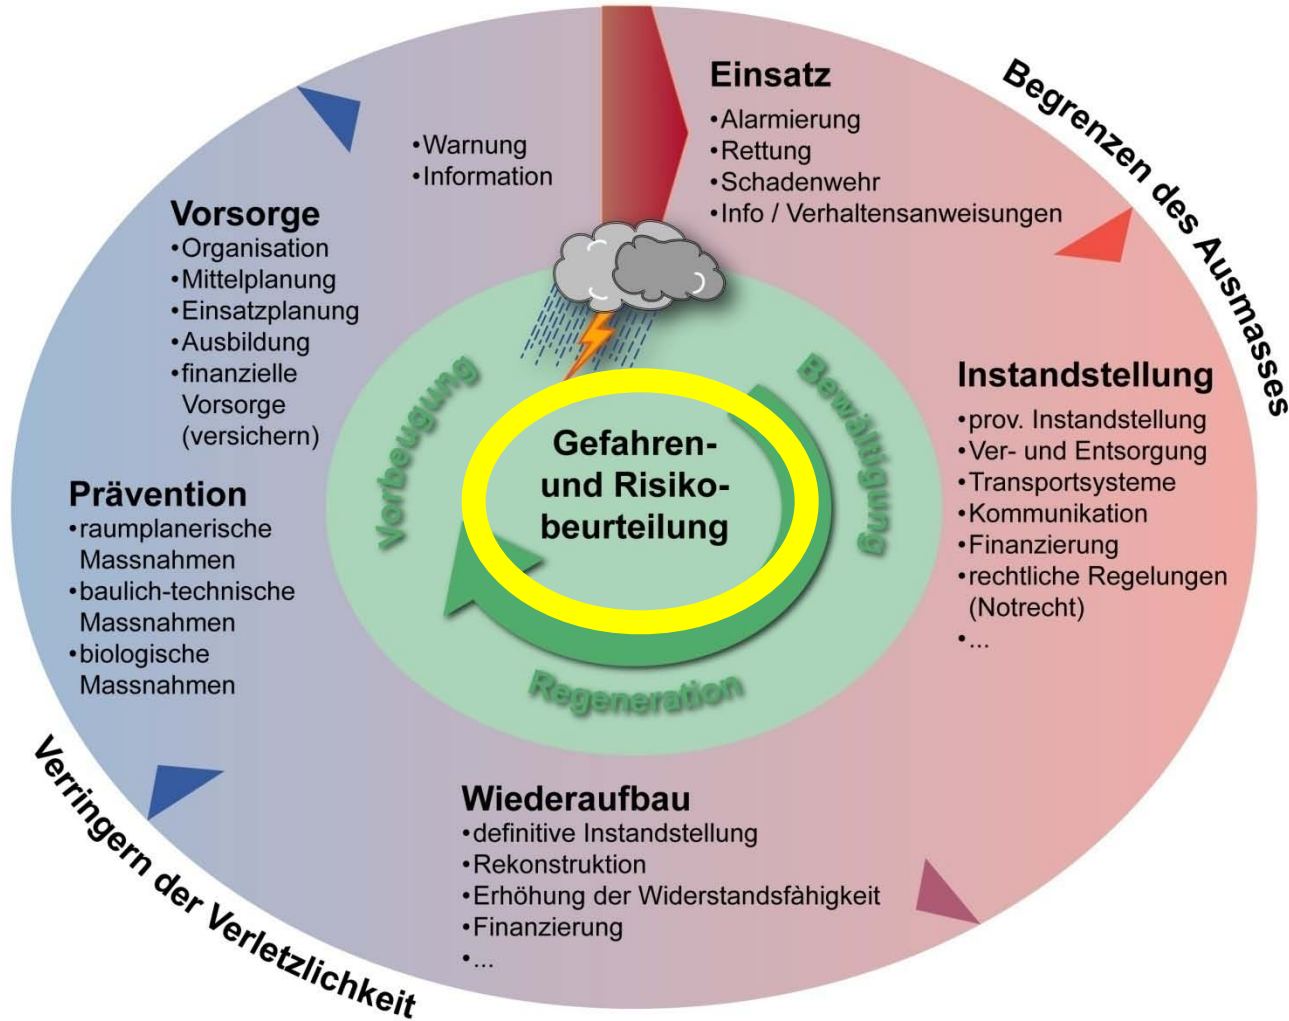 Einsatz
•Alarmierung
•Rettung
•Schadenwehr
•Info / Verhaltensanweisungen
Begrenzen des Ausmasses
Instandstellung
•prov. Instandstellung
•Ver- und Entsorgung
•Transportsysteme
•Kommunikation
•Finanzierung
•rechtliche Regelungen
(Notrecht)
•...
Wiederaufbau
•definitive Instandstellung
•Rekonstruktion
•Erhöhung der Widerstandsfàhigkeit
•Finanzierung
•...
Verringern der Verletzlichkeit
Prävention
•raumplanerische
Massnahmen
•baulich-technische
Massnahmen
•biologische
Massnahmen
Vorsorge
•Organisation
•Mittelplanung
•Einsatzplanung
•Ausbildung
•finanzielle
Vorsorge
(versichern)
•Warnung
•Information
Vorbeugung
Bewältigung
Regeneration
Gefahren-
und Risiko-
beurteilung